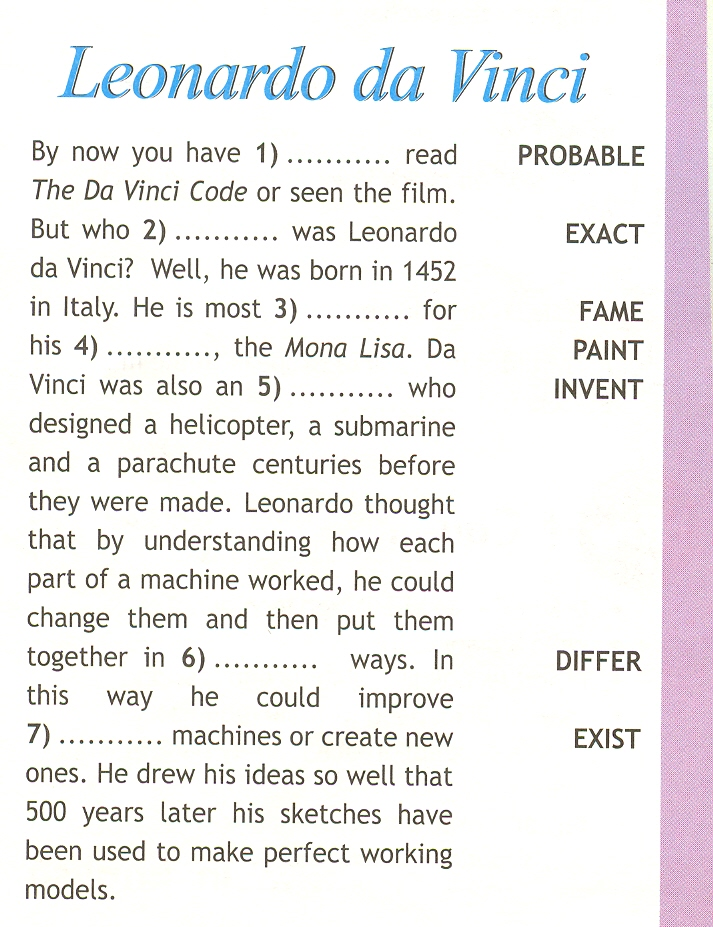 Leonardo da Vinci
By now you have 1) ........... read PROBABLE
The Da Vinci Code or seen the film.
But who 2) ........... was Leonardo EXACT
da Vinci? Well, he was born in 1452
in Italy. He is most 3) ........... for FAME
his 4) ..........., the Mona Lisa. Da PAINT
Vinci was also an 5) ........... who INVENT
designed a helicopter, a submarine
and a parachute centuries before
they were made. Leonardo thought
that by understanding how each
part of a machine worked, he could
change them and then put them
together in 6) ........... ways. In DIFFER
this way he could improve
7) ........... machines or create new EXIST
ones. He drew his ideas so well that
500 years later his sketches have
been used to make perfect working
models.